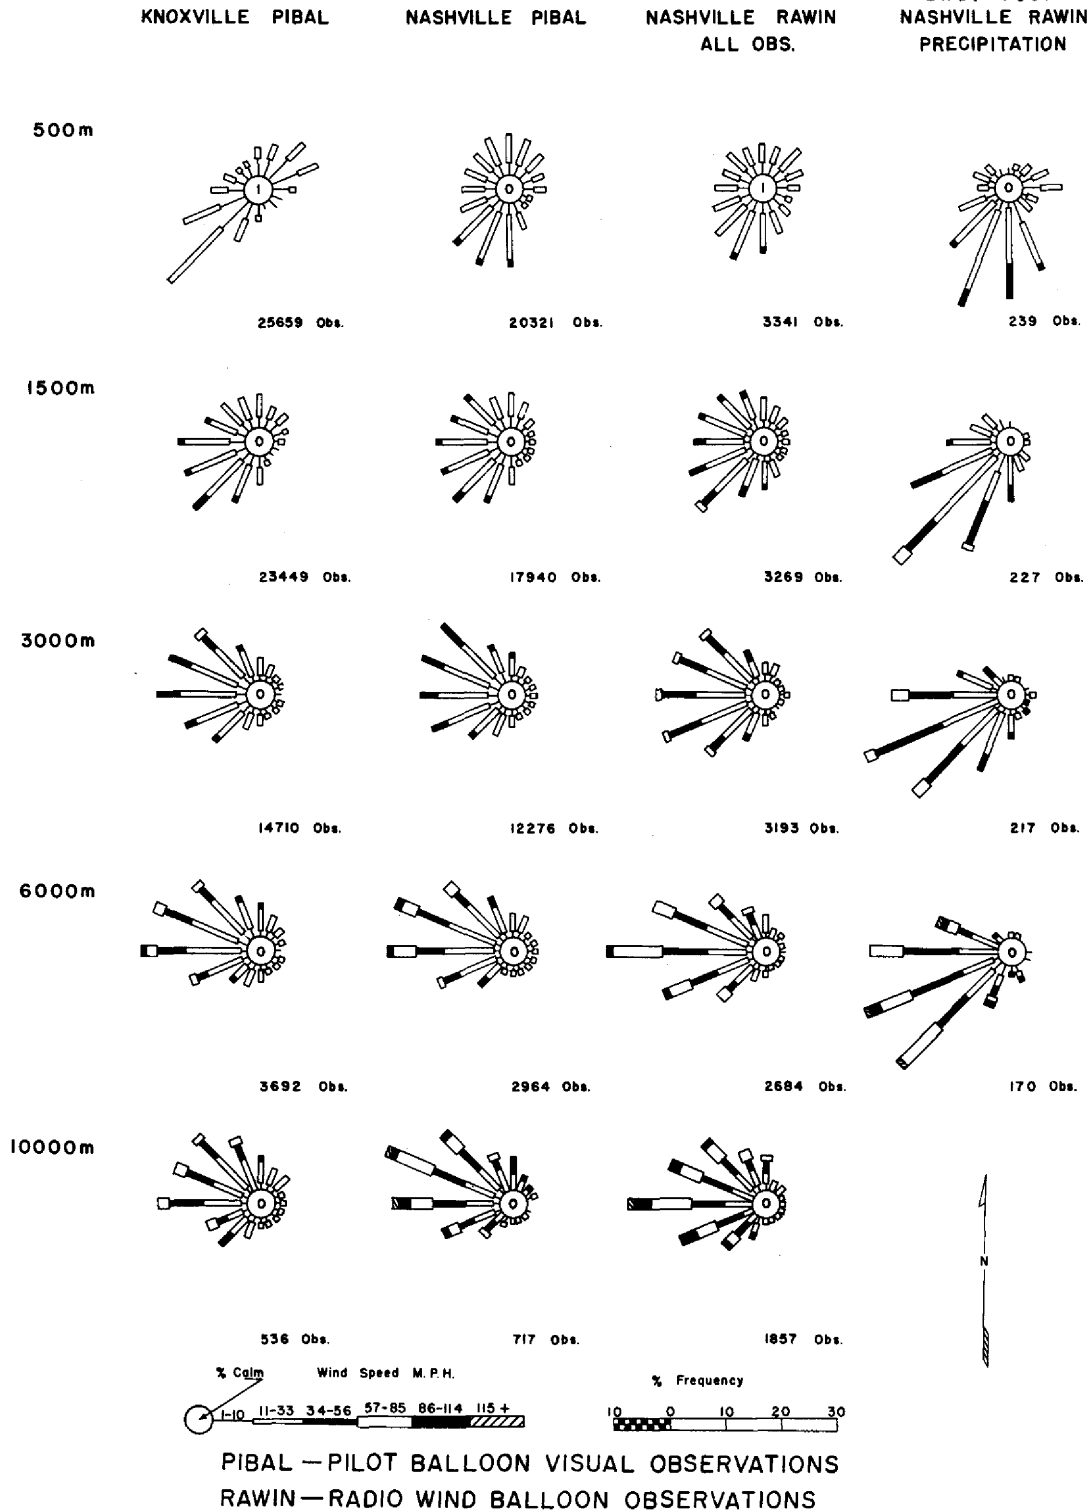 KNOXVILLE PIBAL
NASHVILLE PIBAL
NASHVILLE RAWIN
ALL OBS.
NASHVILLE RAWIN
PRECIPITATION
500m
1
0
1
0
25659 Obs.
20321 Obs.
3341 Obs.
239 Obs.
1500m
0
0
0
0
23449 Obs.
17940 Obs.
3269 Obs.
227 Obs.
3000m
0
0
0
0
14710 Obs.
12276 Obs.
3193 Obs.
217 Obs.
6000m
0
0
0
0
3692 Obs.
2964 Obs.
2684 Obs.
170 Obs.
10000m
0
0
0
N
536 Obs.
717 Obs.
1857 Obs.
% Calm
Wind Speed M.P.H.
% Frequency
1-10 11-33 34-56 57-85 86-114 115+
10 0 10 20 30
PIBAL — PILOT BALLOON VISUAL OBSERVATIONS
RAWIN — RADIO WIND BALLOON OBSERVATIONS